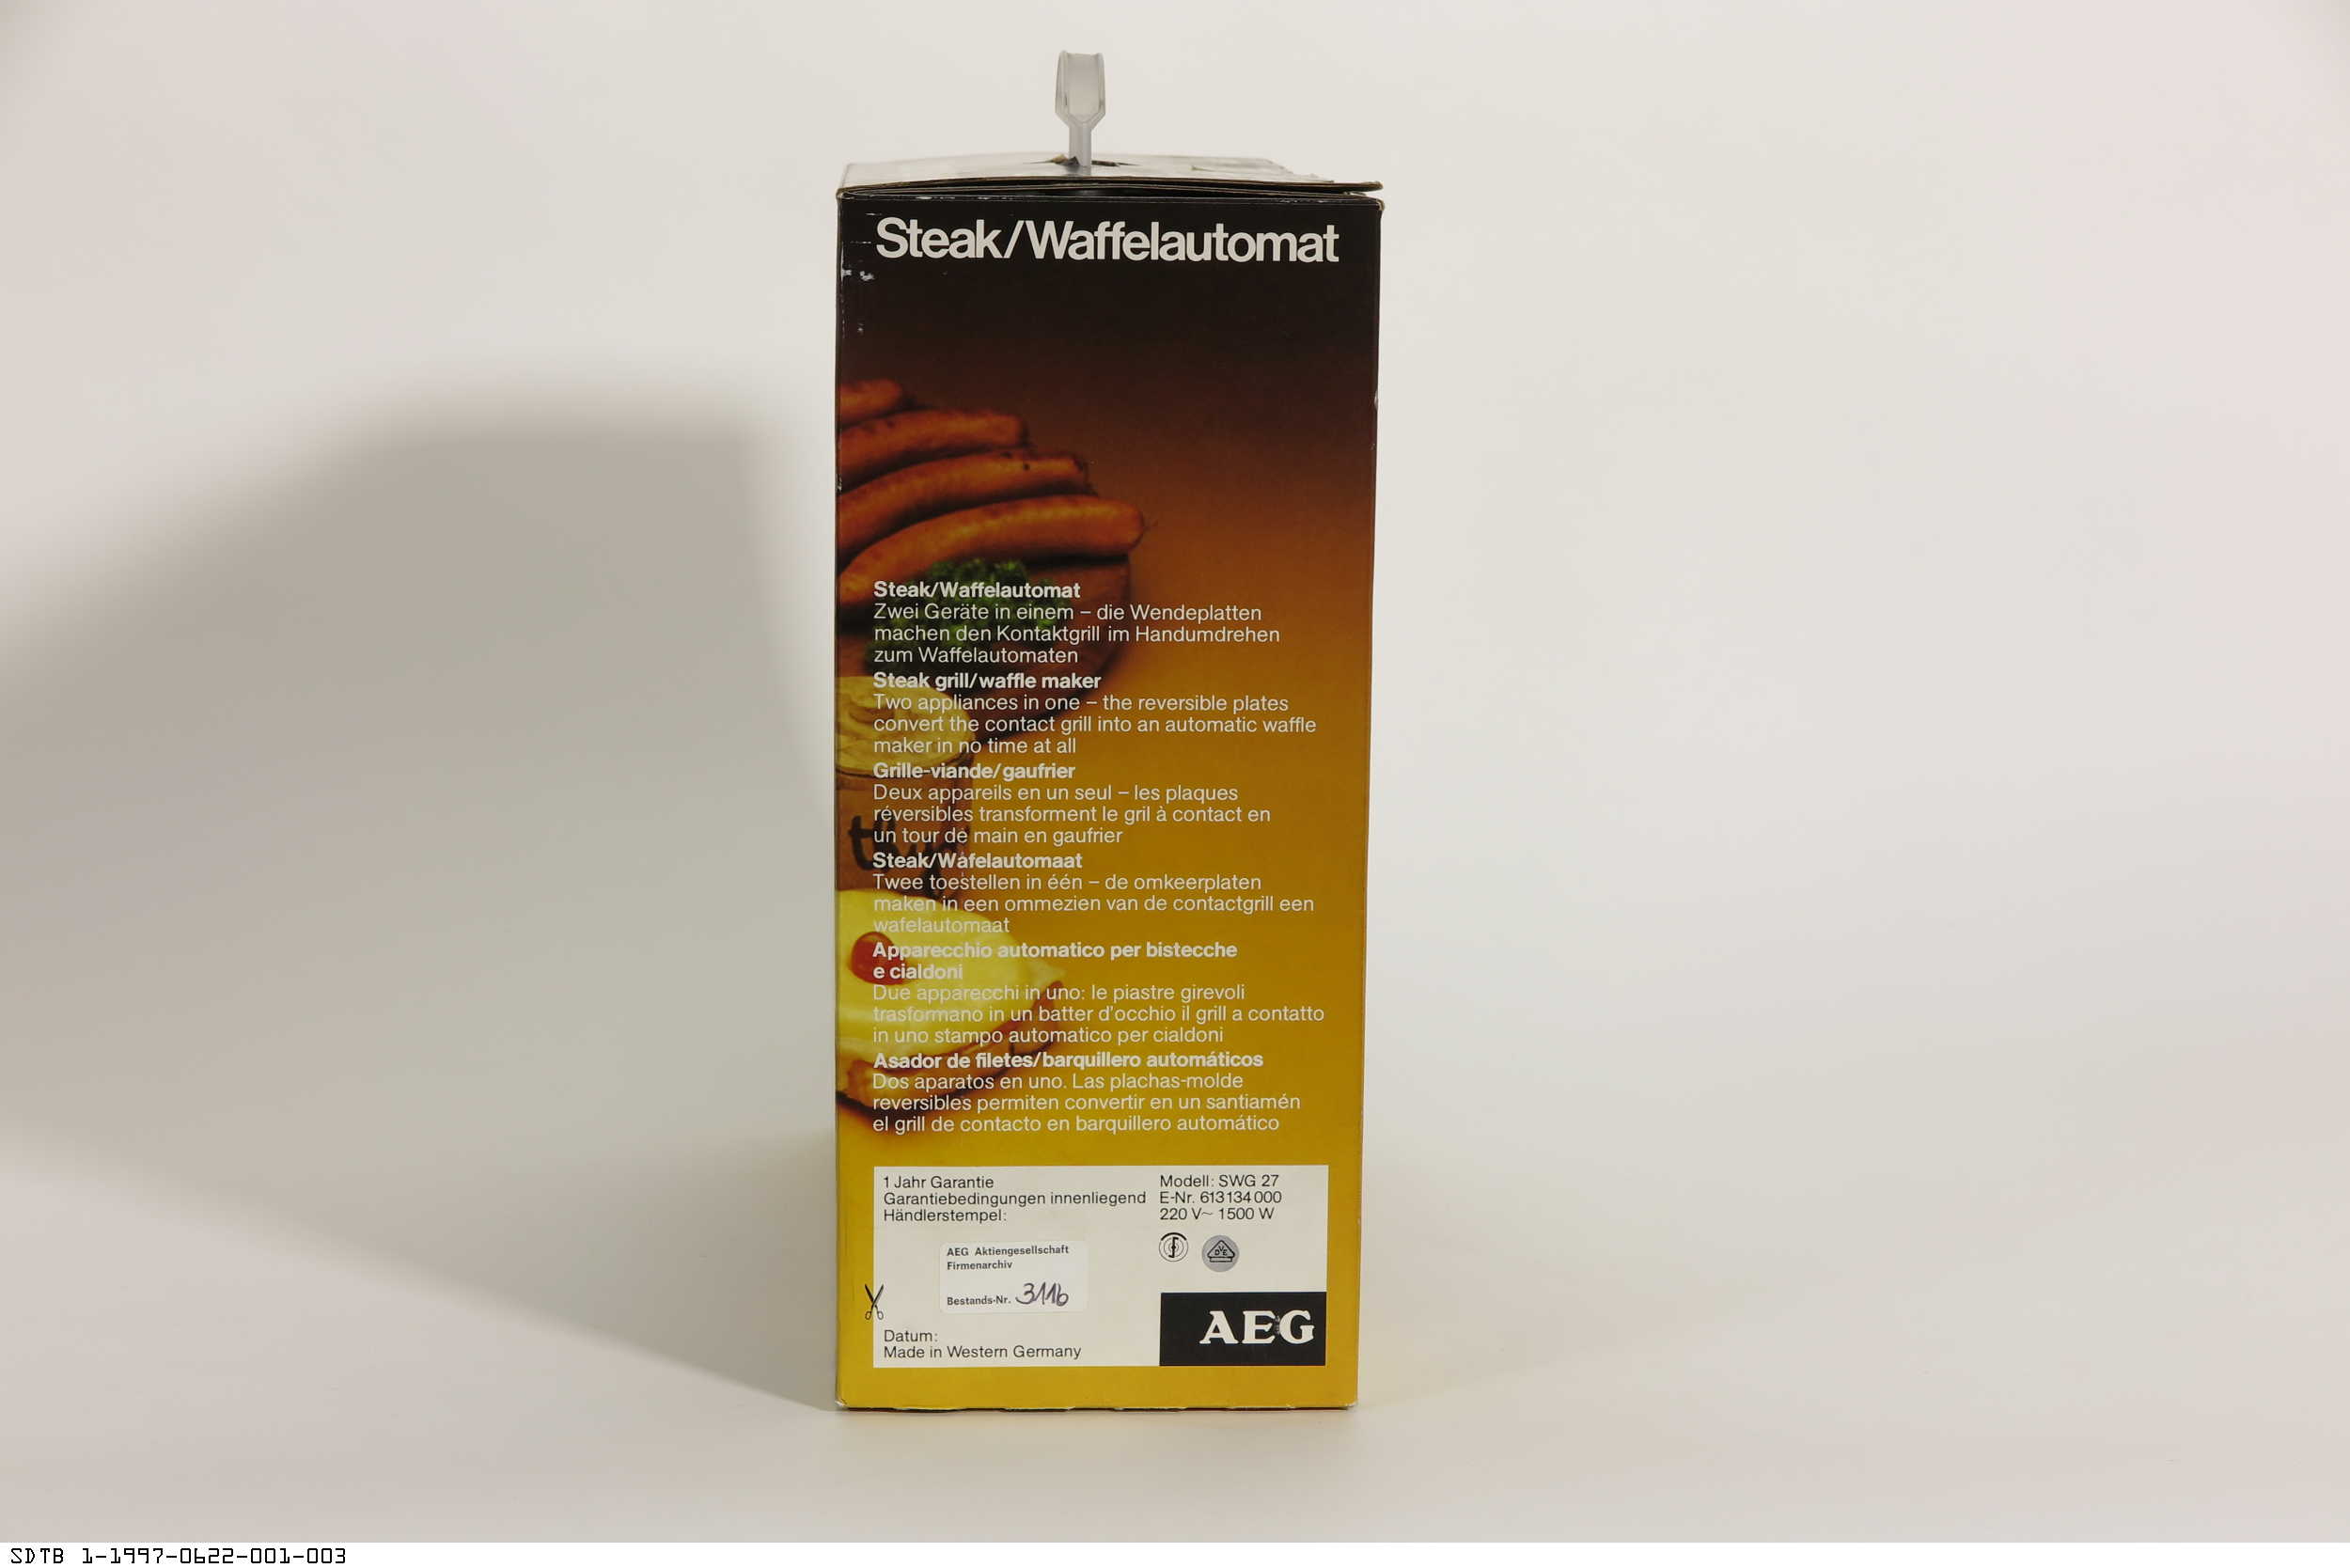 Steak/Waffelautomat
Steak/Waffelautomat
Zwei Geräte in einem – die Wendeplatten
machen den Kontaktgrill im Handumdrehen
zum Waffelautomaten
Steak grill/waffle maker
Two appliances in one – the reversible plates
convert the contact grill into an automatic waffle
maker in no time at all
Grille-viande/gaufrier
Deux appareils en un seul – les plaques
réversibles transforment le gril à contact en
un tour de main en gaufrier
Steak/Wafelautomaat
Twee toestellen in één – de omkeerplaten
maken in een ommezien van de contactgrill een
wafelautomaat
Apparecchio automatico per bistecche
e cialdoni
Due apparecchi in uno: le piastre girevoli
trasformano in un batter d'occhio il grill a contatto
in uno stampo automatico per cialdoni
Asador de filetes/barquillero automáticos
Dos aparatos en uno. Las plachas-molde
reversibles permiten convertir en un santiamén
el grill de contacto en barquillero automático
1 Jahr Garantie
Garantiebedingungen innenliegend
Händlerstempel:
Modell: SWG 27
E-Nr. 613 134 000
220 V~ 1500 W
VDE
AEG Aktiengesellschaft
Firmenarchiv
Bestands-Nr. 3116
Datum:
Made in Western Germany
AEG
SDTB 1-1997-0622-001-003